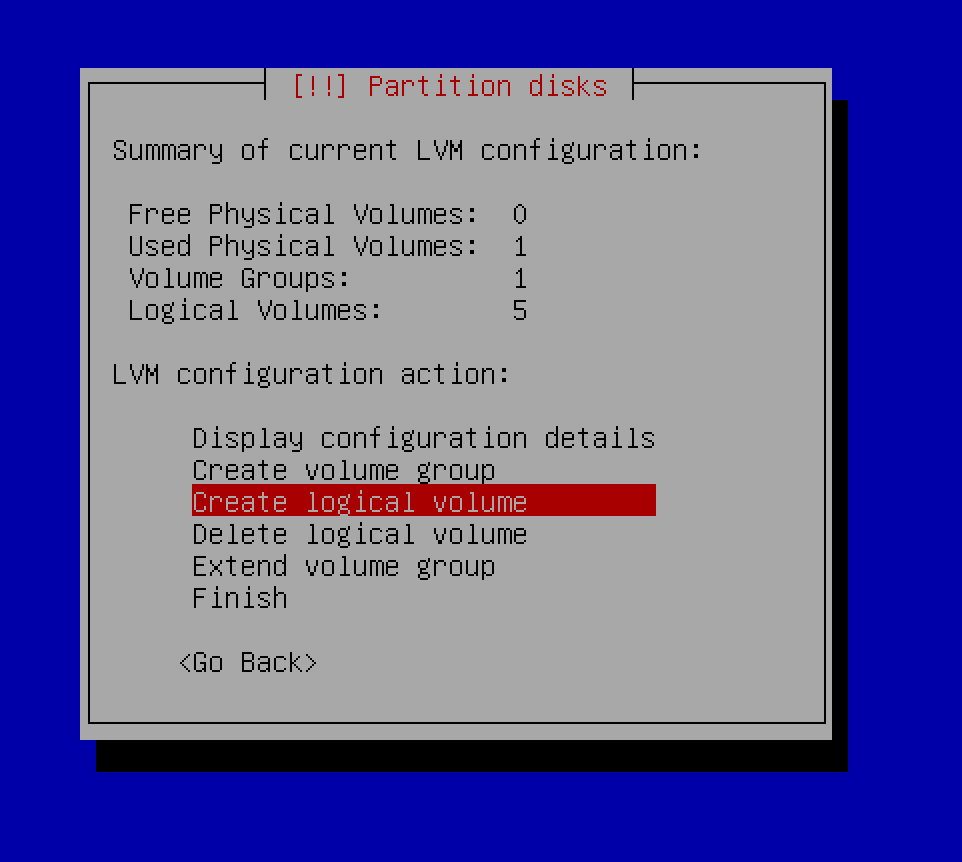 [!!] Partition disks
Summary of current LVM configuration:
Free Physical Volumes: 0
Used Physical Volumes: 1
Volume Groups: 1
Logical Volumes: 5
LVM configuration action:
Display configuration details
Create volume group
Create logical volume
Delete logical volume
Extend volume group
Finish
<Go Back>